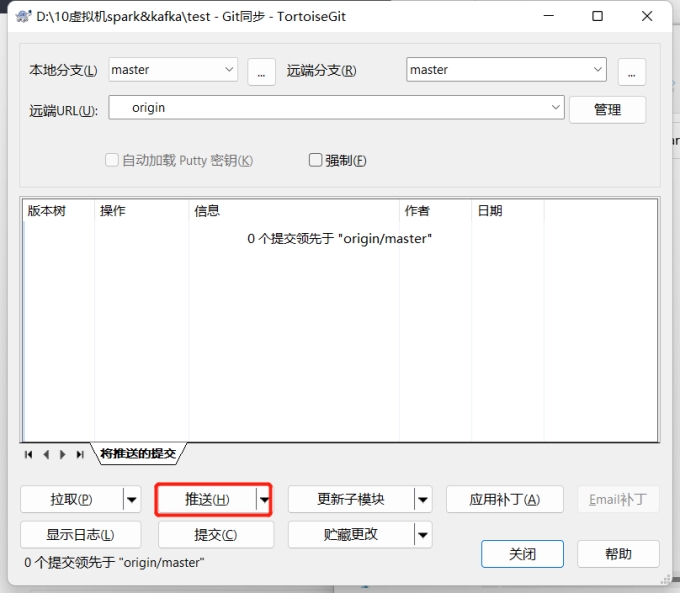 D:\10虚拟机spark&kafka\test - Git同步 - TortoiseGit
本地分支(L) master ... 远端分支(R) master ...
远端URL(U): origin 管理
自动加载 Putty 密钥(K) 强制(F)
版本树 操作 信息 作者 日期
0 个提交领先于 "origin/master"
将推送的提交
拉取(P) 推送(H) 更新子模块 应用补丁(A) Email补丁
显示日志(L) 提交(C) 贮藏更改
关闭 帮助
0 个提交领先于 "origin/master"